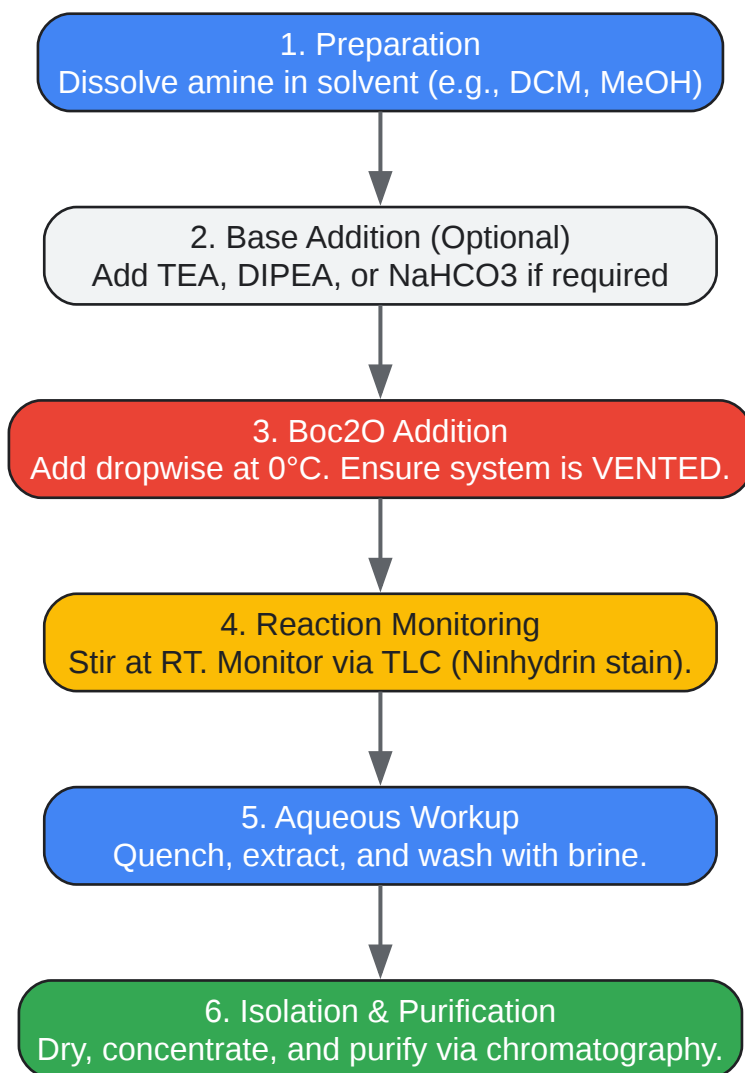 1. Preparation
Dissolve amine in solvent (e.g., DCM, MeOH)
2. Base Addition (Optional)
Add TEA, DIPEA, or NaHCO3 if required
3. Boc2O Addition
Add dropwise at 0°C. Ensure system is VENTED.
4. Reaction Monitoring
Stir at RT. Monitor via TLC (Ninhydrin stain).
5. Aqueous Workup
Quench, extract, and wash with brine.
6. Isolation & Purification
Dry, concentrate, and purify via chromatography.